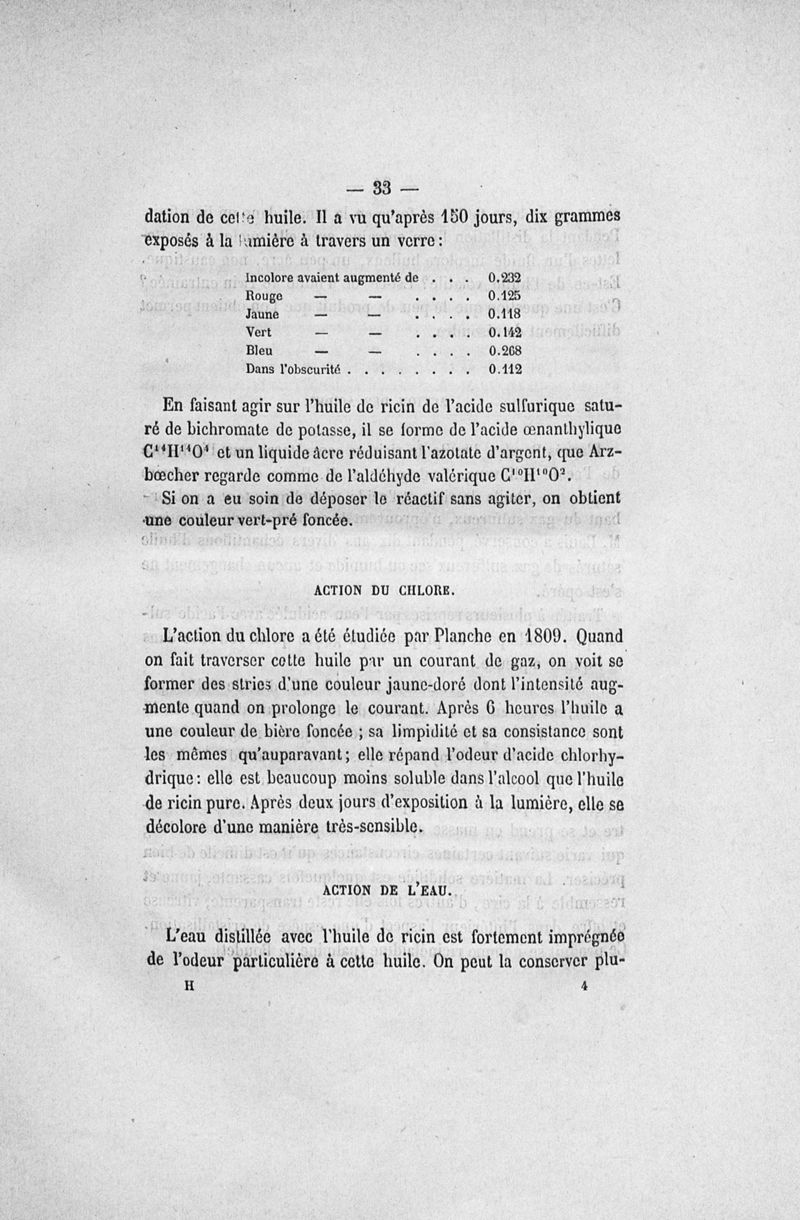 — 33 —
dation de cette huile. Il a vu qu'après 150 jours, dix grammes
exposés à la lumière à travers un verre :
Incolore avaient augmenté de . . . 0.232
Rouge — — . . . . 0.125
Jaune — — . . . . 0.118
Vert — — . . . . 0.142
Bleu — — . . . . 0.268
Dans l'obscurité . . . . . . . . 0.112
En faisant agir sur l'huile de ricin de l'acide sulfurique satu-
ré de bichromate de potasse, il se forme de l'acide œnanthylique
C¹⁴H¹⁴O⁴ et un liquide âcre réduisant l'azotate d'argent, que Arz-
bœcher regarde comme de l'aldéhyde valérique C¹⁰H¹⁰O².
Si on a eu soin de déposer le réactif sans agiter, on obtient
une couleur vert-pré foncée.
ACTION DU CHLORE.
L'action du chlore a été étudiée par Planche en 1809. Quand
on fait traverser cette huile par un courant de gaz, on voit se
former des stries d'une couleur jaune-doré dont l'intensité aug-
mente quand on prolonge le courant. Après 6 heures l'huile a
une couleur de bière foncée ; sa limpidité et sa consistance sont
les mêmes qu'auparavant ; elle répand l'odeur d'acide chlorhy-
drique : elle est beaucoup moins soluble dans l'alcool que l'huile
de ricin pure. Après deux jours d'exposition à la lumière, elle se
décolore d'une manière très-sensible.
ACTION DE L'EAU.
L'eau distillée avec l'huile de ricin est fortement imprégnée
de l'odeur particulière à cette huile. On peut la conserver plu-
H 4